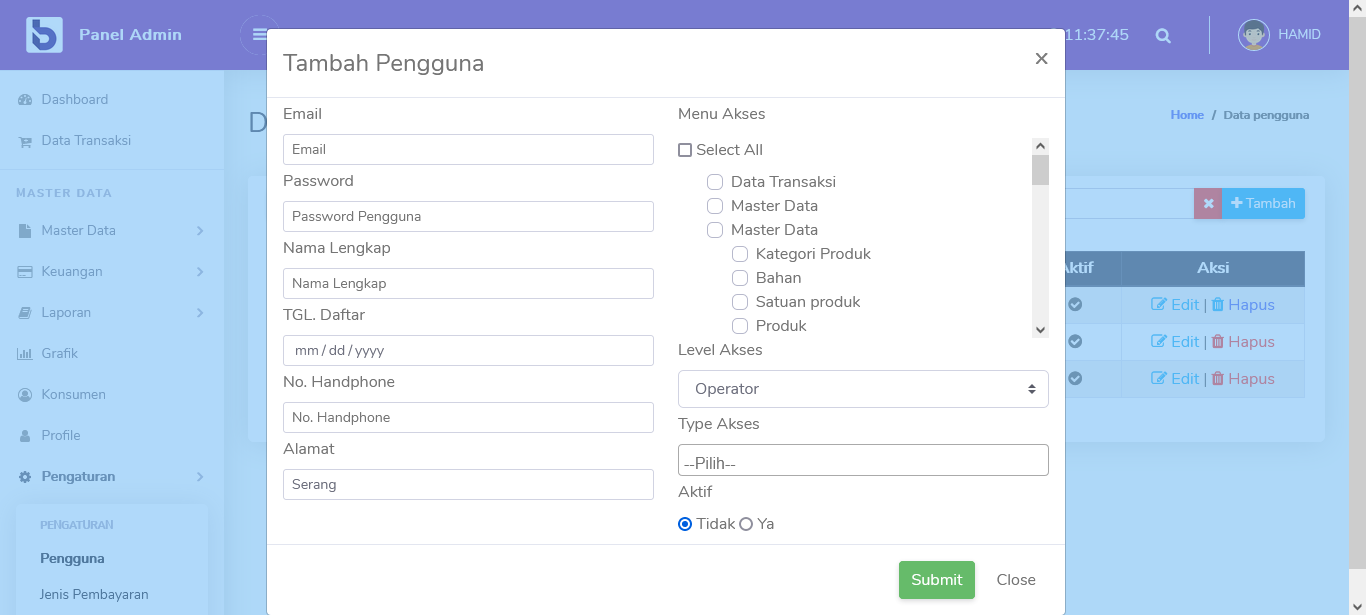 Panel Admin
11:37:45
HAMID
Dashboard
Data Transaksi
MASTER DATA
Master Data
Keuangan
Laporan
Grafik
Konsumen
Profile
Pengaturan
PENGATURAN
Pengguna
Jenis Pembayaran
D
Home / Data pengguna
Tambah
Aktif Aksi
Edit | Hapus
Edit | Hapus
Edit | Hapus
Tambah Pengguna ×
Email
Email
Password
Password Pengguna
Nama Lengkap
Nama Lengkap
TGL. Daftar
mm / dd / yyyy
No. Handphone
No. Handphone
Alamat
Serang
Menu Akses
Select All
Data Transaksi
Master Data
Master Data
Kategori Produk
Bahan
Satuan produk
Produk
Level Akses
Operator
Type Akses
--Pilih--
Aktif
Tidak Ya
Submit Close